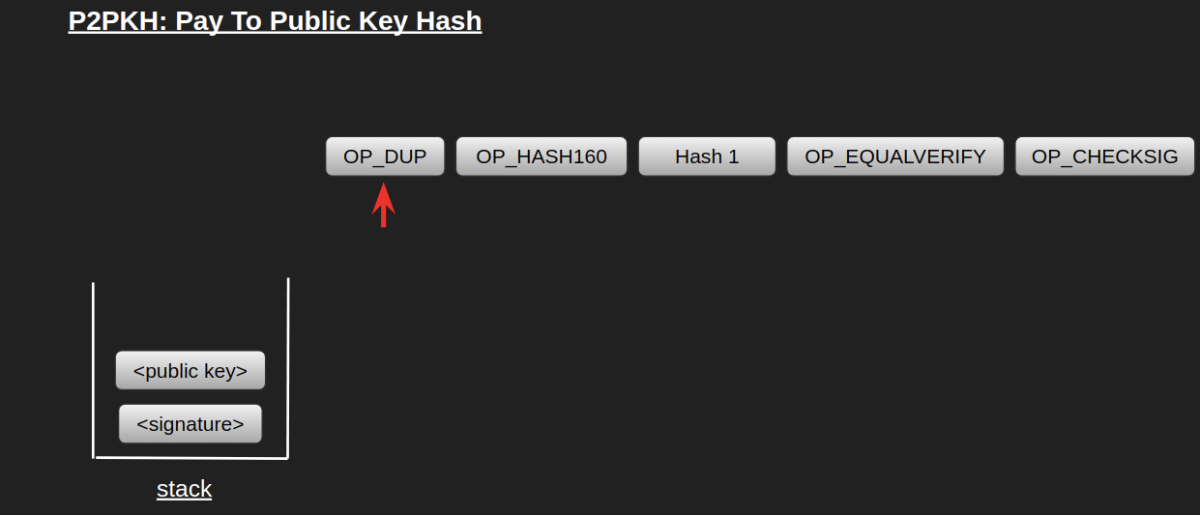 P2PKH: Pay To Public Key Hash
OP_DUP OP_HASH160 Hash 1 OP_EQUALVERIFY OP_CHECKSIG
<public key>
<signature>
stack